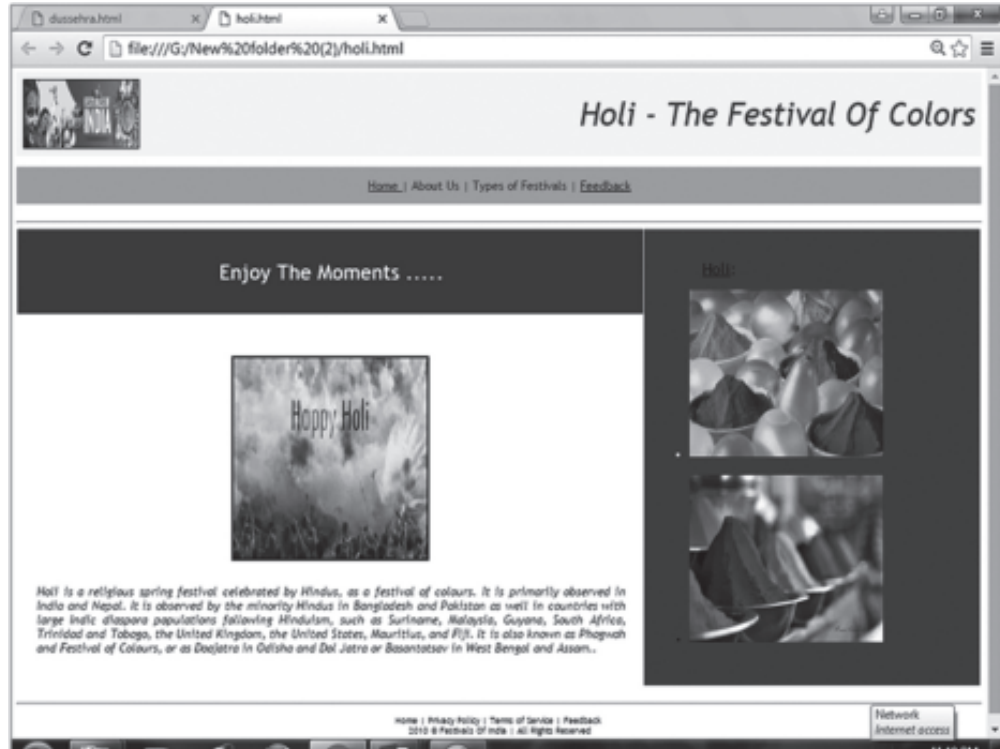 dussehra.html
holi.html
file:///G:/New%20folder%20(2)/holi.html
INDIA
Holi - The Festival Of Colors
Home | About Us | Types of Festivals | Feedback
Enjoy The Moments .....
Holi:
Happy Holi
Holi is a religious spring festival celebrated by Hindus, as a festival of colours. It is primarily observed in
India and Nepal. It is observed by the minority Hindus in Bangladesh and Pakistan as well in countries with
large Indic diaspora populations following Hinduism, such as Suriname, Malaysia, Guyana, South Africa,
Trinidad and Tobago, the United Kingdom, the United States, Mauritius, and Fiji. It is also known as Phagwah
and Festival of Colours, or as Doajatra in Odisha and Dol Jatra or Basantotsav in West Bengal and Assam..
Home | Privacy Policy | Terms of Service | Feedback
2010 © Festivals Of India | All Rights Reserved
Network
Internet access